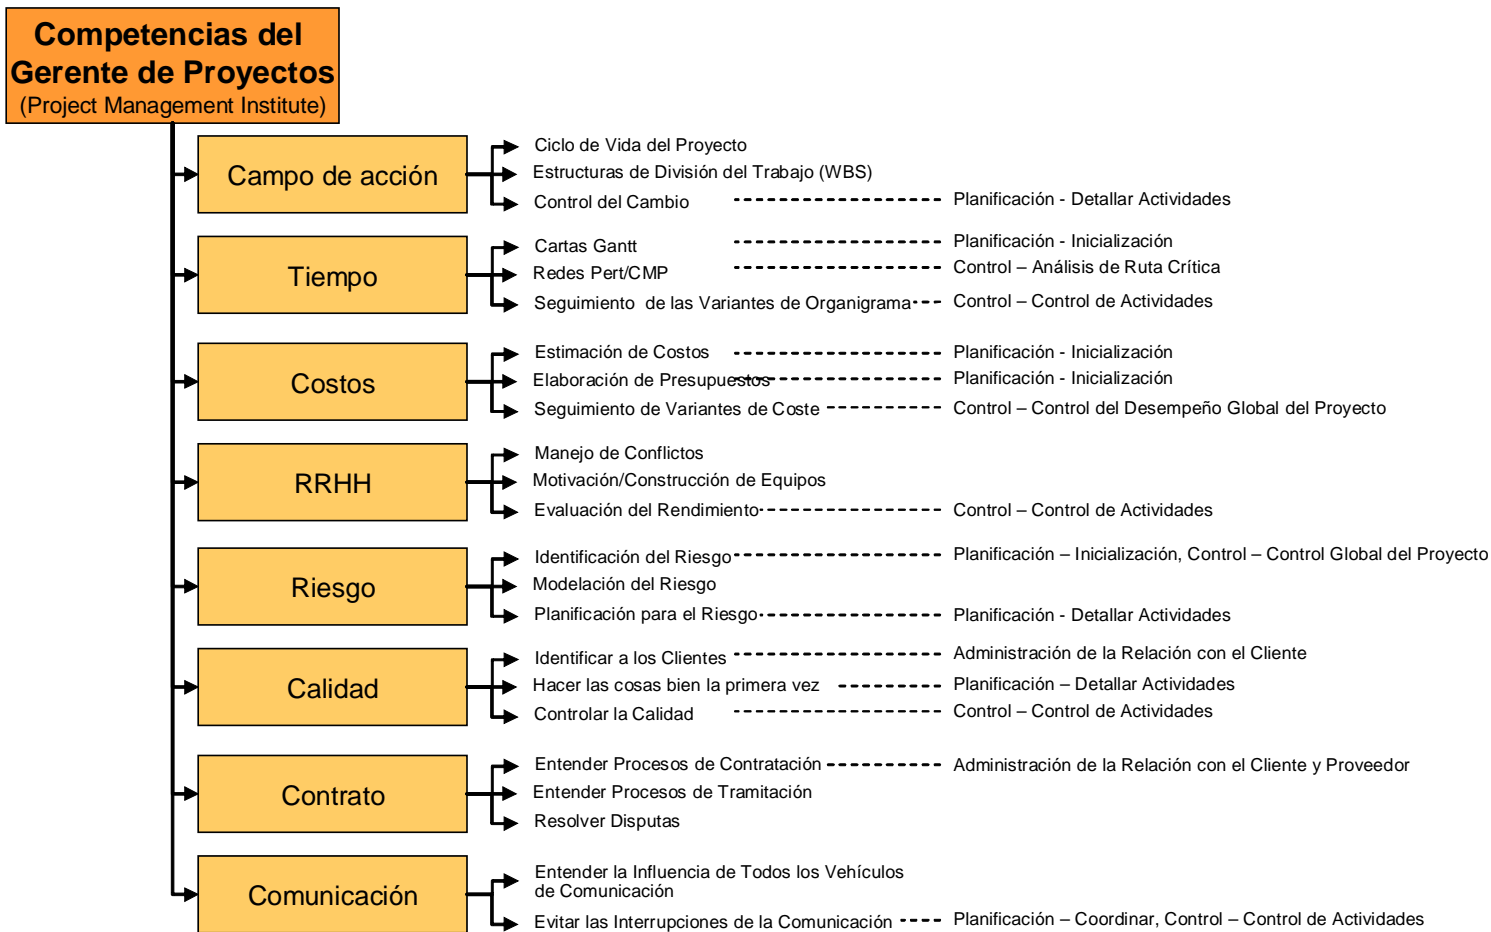 Competencias del
Gerente de Proyectos
(Project Management Institute)
Campo de acción
Ciclo de Vida del Proyecto
Estructuras de División del Trabajo (WBS)
Control del Cambio
Planificación - Detallar Actividades
Tiempo
Cartas Gantt
Planificación - Inicialización
Redes Pert/CMP
Control – Análisis de Ruta Crítica
Seguimiento de las Variantes de Organigrama
Control – Control de Actividades
Costos
Estimación de Costos
Planificación - Inicialización
Elaboración de Presupuestos
Planificación - Inicialización
Seguimiento de Variantes de Coste
Control – Control del Desempeño Global del Proyecto
RRHH
Manejo de Conflictos
Motivación/Construcción de Equipos
Evaluación del Rendimiento
Control – Control de Actividades
Riesgo
Identificación del Riesgo
Planificación – Inicialización, Control – Control Global del Proyecto
Modelación del Riesgo
Planificación para el Riesgo
Planificación - Detallar Actividades
Calidad
Identificar a los Clientes
Administración de la Relación con el Cliente
Hacer las cosas bien la primera vez
Planificación – Detallar Actividades
Controlar la Calidad
Control – Control de Actividades
Contrato
Entender Procesos de Contratación
Administración de la Relación con el Cliente y Proveedor
Entender Procesos de Tramitación
Resolver Disputas
Comunicación
Entender la Influencia de Todos los Vehículos
de Comunicación
Evitar las Interrupciones de la Comunicación
Planificación – Coordinar, Control – Control de Actividades